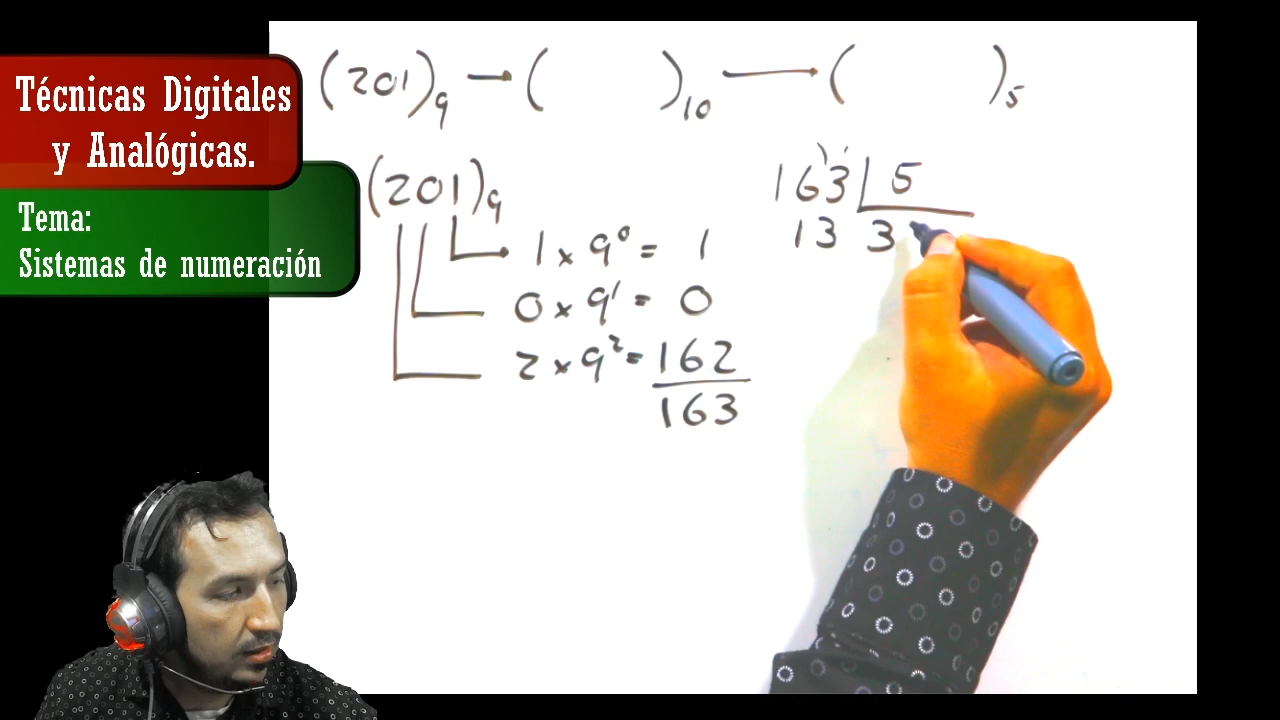 Técnicas Digitales
y Analógicas.
Tema:
Sistemas de numeración
(201)9 → ( )10 → ( )5
(201)9
1 x 9⁰ = 1
0 x 9¹ = 0
2 x 9² = 162
163
163 | 5
13 3